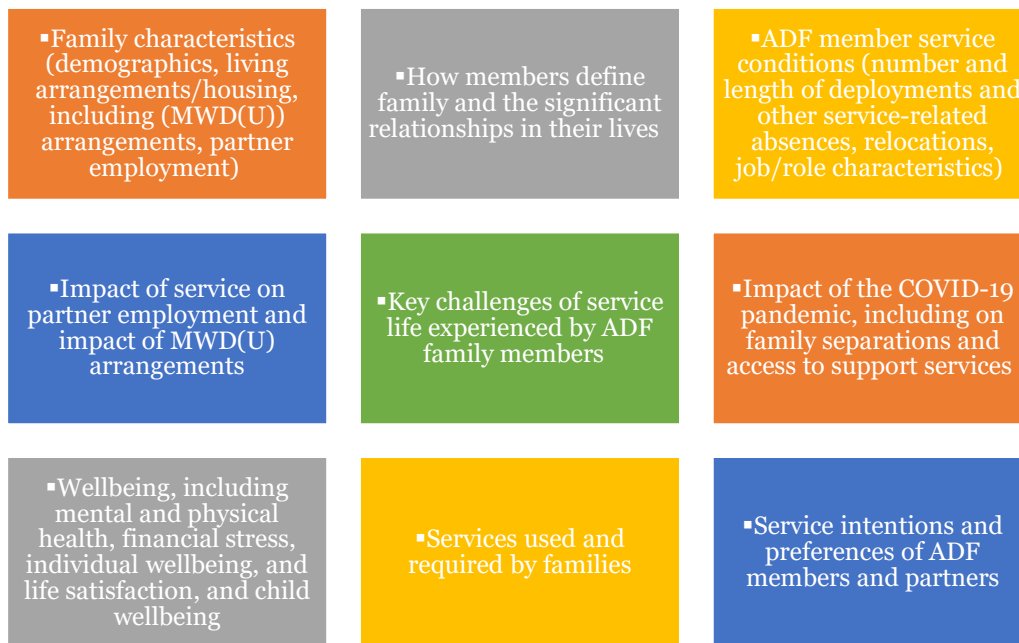 ▪Family characteristics
(demographics, living
arrangements/housing,
including (MWD(U))
arrangements, partner
employment)
▪How members define
family and the significant
relationships in their lives
▪ADF member service
conditions (number and
length of deployments and
other service-related
absences, relocations,
job/role characteristics)
▪Impact of service on
partner employment and
impact of MWD(U)
arrangements
▪Key challenges of service
life experienced by ADF
family members
▪Impact of the COVID-19
pandemic, including on
family separations and
access to support services
▪Wellbeing, including
mental and physical
health, financial stress,
individual wellbeing, and
life satisfaction, and child
wellbeing
▪Services used and
required by families
▪Service intentions and
preferences of ADF
members and partners